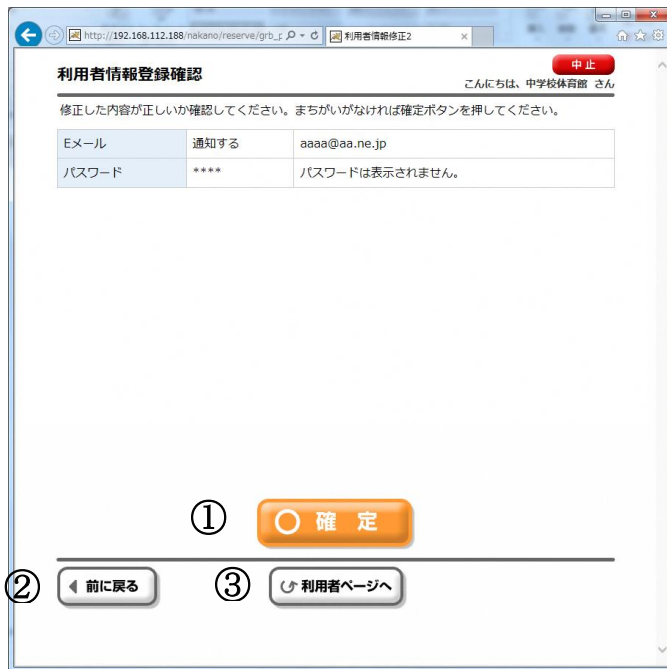 http://192.168.112.188/nakano/reserve/grb_p
利用者情報修正2
中止
利用者情報登録確認
こんにちは、中学校体育館 さん
修正した内容が正しいか確認してください。まちがいがなければ確定ボタンを押してください。
Eメール 通知する aaaa@aa.ne.jp
パスワード **** パスワードは表示されません。
① 確 定
② 前に戻る ③ 利用者ページへ